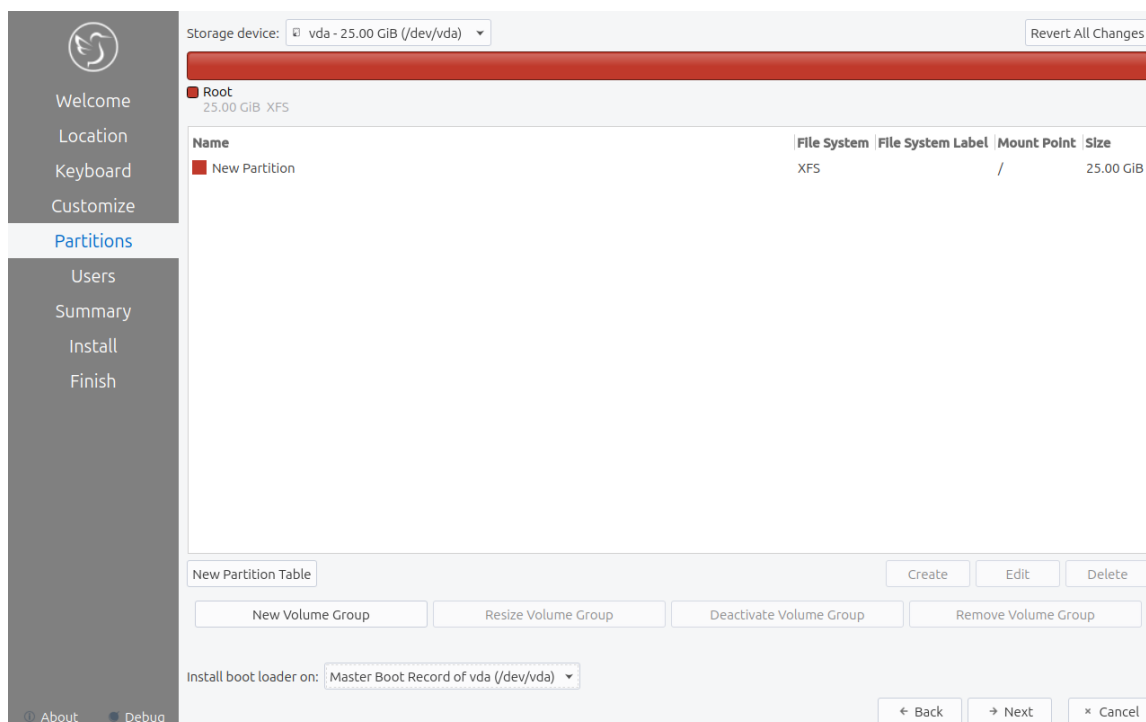 Storage device: vda - 25.00 GiB (/dev/vda) Revert All Changes
Root
25.00 GiB XFS
Welcome
Location
Keyboard
Customize
Partitions
Users
Summary
Install
Finish
Name File System File System Label Mount Point Size
New Partition XFS / 25.00 GiB
New Partition Table Create Edit Delete
New Volume Group Resize Volume Group Deactivate Volume Group Remove Volume Group
Install boot loader on: Master Boot Record of vda (/dev/vda)
About Debug
Back Next Cancel